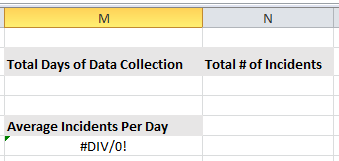 M N
Total Days of Data Collection Total # of Incidents
Average Incidents Per Day
#DIV/0!